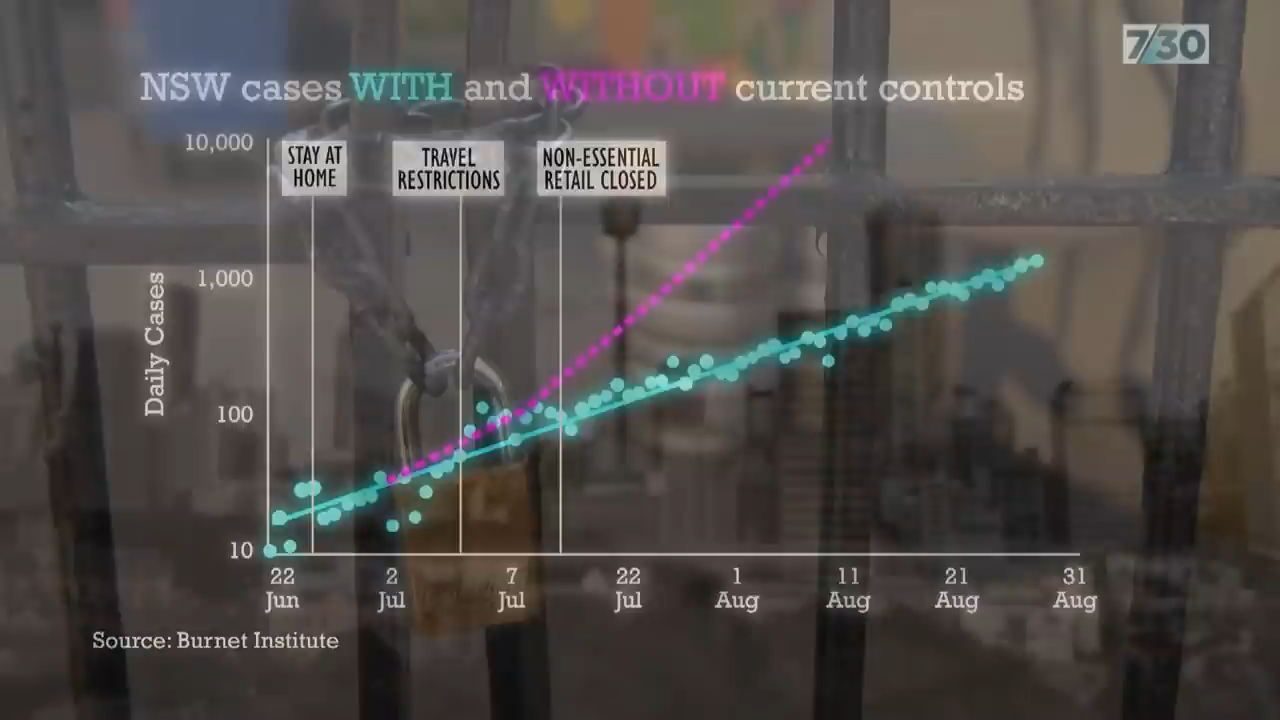 7/30
NSW cases WITH and WITHOUT current controls
10,000
1,000
100
10
Daily Cases
STAY AT
HOME
TRAVEL
RESTRICTIONS
NON-ESSENTIAL
RETAIL CLOSED
22 2 7 22 1 11 21 31
Jun Jul Jul Jul Aug Aug Aug Aug
Source: Burnet Institute